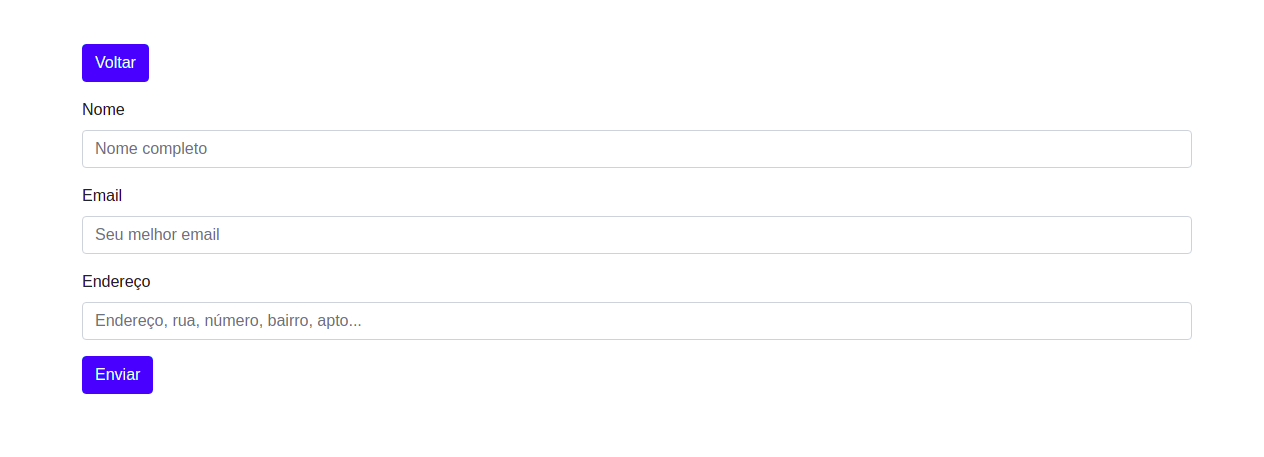 Voltar
Nome
Nome completo
Email
Seu melhor email
Endereço
Endereço, rua, número, bairro, apto...
Enviar